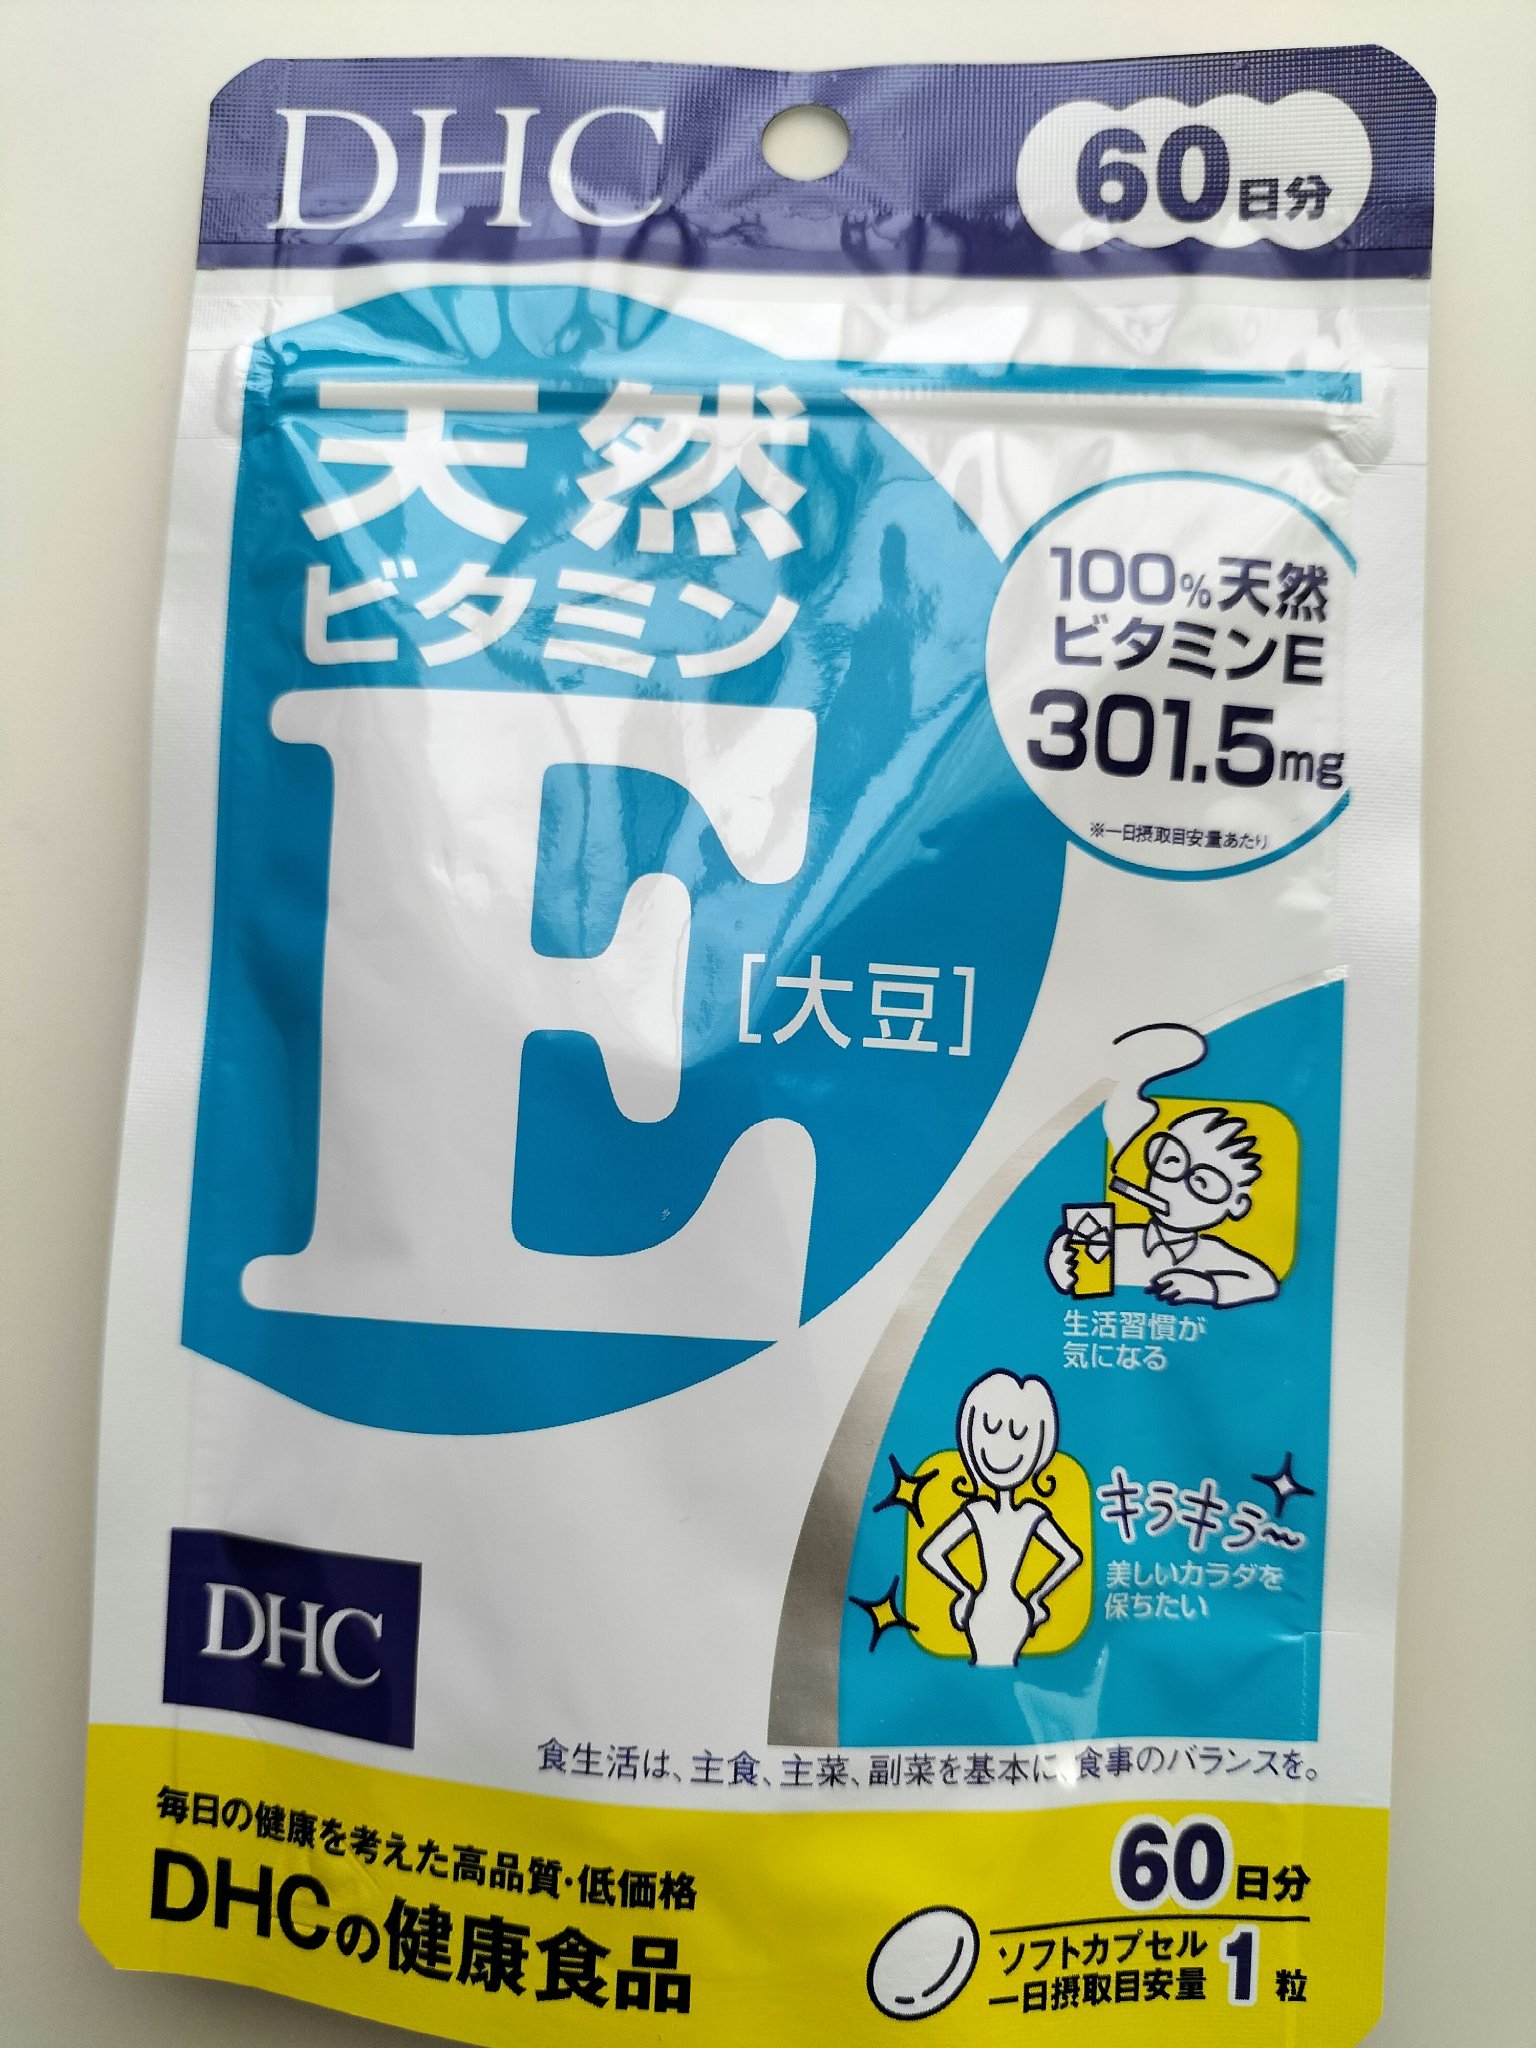 DHC
60日分
天然
ビタミン
E
[大豆]
100%天然
ビタミンE
301.5mg
※一日摂取目安量あたり
生活習慣が
気になる
キラキラ〜
美しいカラダを
保ちたい
DHC
食生活は、主食、主菜、副菜を基本に、食事のバランスを。
毎日の健康を考えた高品質・低価格
DHCの健康食品
60日分
ソフトカプセル
一日摂取目安量 1粒